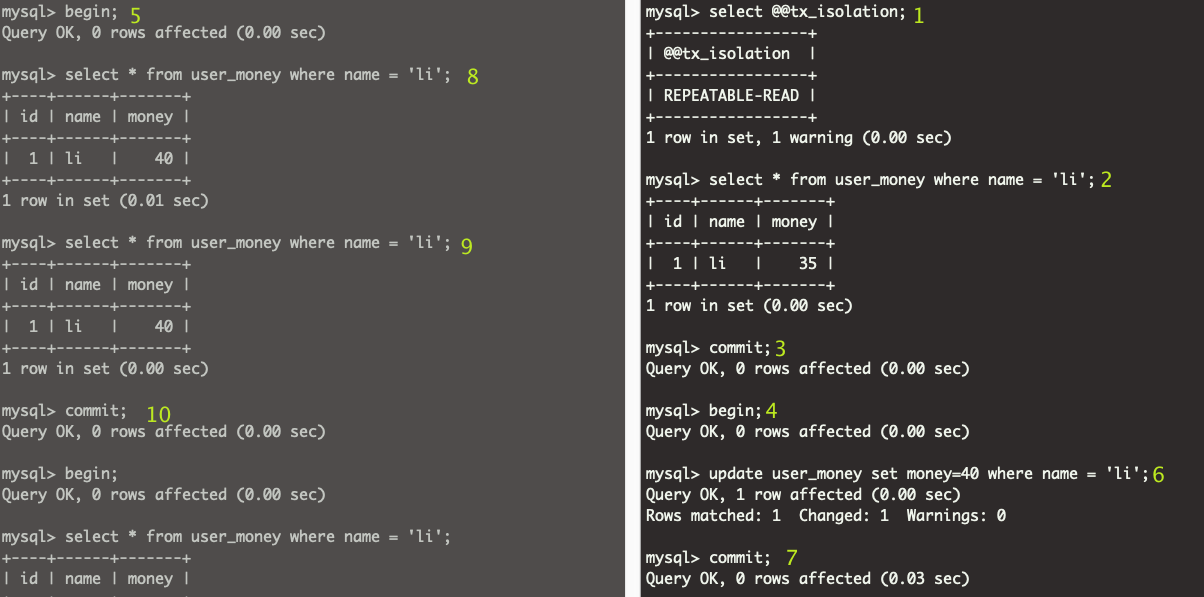 mysql> begin; 5
Query OK, 0 rows affected (0.00 sec)
mysql> select * from user_money where name = 'li'; 8
+----+------+-------+
| id | name | money |
+----+------+-------+
|  1 | li   |    40 |
+----+------+-------+
1 row in set (0.01 sec)
mysql> select * from user_money where name = 'li'; 9
+----+------+-------+
| id | name | money |
+----+------+-------+
|  1 | li   |    40 |
+----+------+-------+
1 row in set (0.00 sec)
mysql> commit; 10
Query OK, 0 rows affected (0.00 sec)
mysql> begin;
Query OK, 0 rows affected (0.00 sec)
mysql> select * from user_money where name = 'li';
+----+------+-------+
| id | name | money |
mysql> select @@tx_isolation; 1
+-----------------+
| @@tx_isolation  |
+-----------------+
| REPEATABLE-READ |
+-----------------+
1 row in set, 1 warning (0.00 sec)
mysql> select * from user_money where name = 'li'; 2
+----+------+-------+
| id | name | money |
+----+------+-------+
|  1 | li   |    35 |
+----+------+-------+
1 row in set (0.00 sec)
mysql> commit; 3
Query OK, 0 rows affected (0.00 sec)
mysql> begin; 4
Query OK, 0 rows affected (0.00 sec)
mysql> update user_money set money=40 where name = 'li'; 6
Query OK, 1 row affected (0.00 sec)
Rows matched: 1  Changed: 1  Warnings: 0
mysql> commit; 7
Query OK, 0 rows affected (0.03 sec)